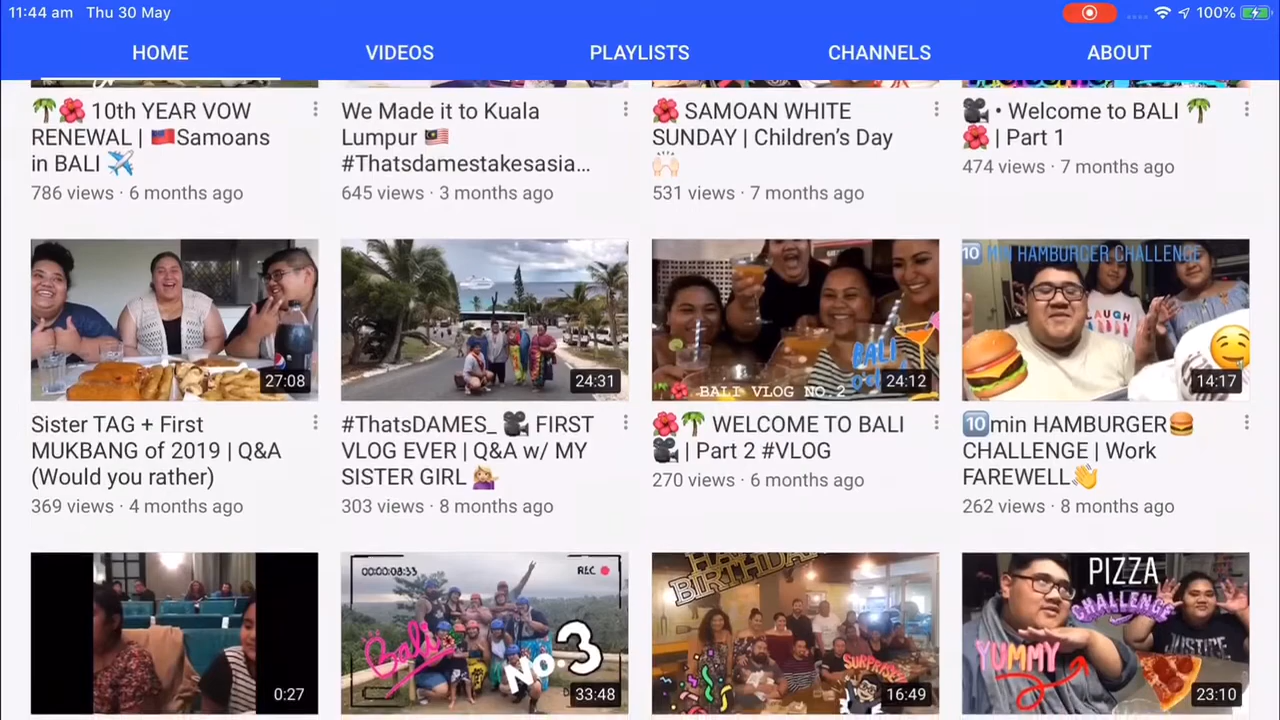 11:44 am Thu 30 May
100%
HOME VIDEOS PLAYLISTS CHANNELS ABOUT
🌴🌺 10th YEAR VOW
RENEWAL | 🇼🇸Samoans
in BALI ✈️
786 views · 6 months ago
We Made it to Kuala
Lumpur 🇲🇾
#Thatsdamestakesasia...
645 views · 3 months ago
🌺 SAMOAN WHITE
SUNDAY | Children’s Day
🙌🏻
531 views · 7 months ago
🎥 • Welcome to BALI 🌴
🌺 | Part 1
474 views · 7 months ago
27:08
24:31
BALI
BALI VLOG NO.2
24:12
🔟 MIN HAMBURGER CHALLENGE
LAUGH
14:17
Sister TAG + First
MUKBANG of 2019 | Q&A
(Would you rather)
369 views · 4 months ago
#ThatsDAMES_ 🎥 FIRST
VLOG EVER | Q&A w/ MY
SISTER GIRL 💁🏼‍♀️
303 views · 8 months ago
🌺🌴 WELCOME TO BALI
🎥 | Part 2 #VLOG
270 views · 6 months ago
🔟min HAMBURGER🍔
CHALLENGE | Work
FAREWELL👋
262 views · 8 months ago
0:27
00:00:08:33
REC
Bali
NO.3
33:48
BIRTHDAY
SURPRISE
16:49
PIZZA
CHALLENGE
YUMMY
JUSTICE
23:10